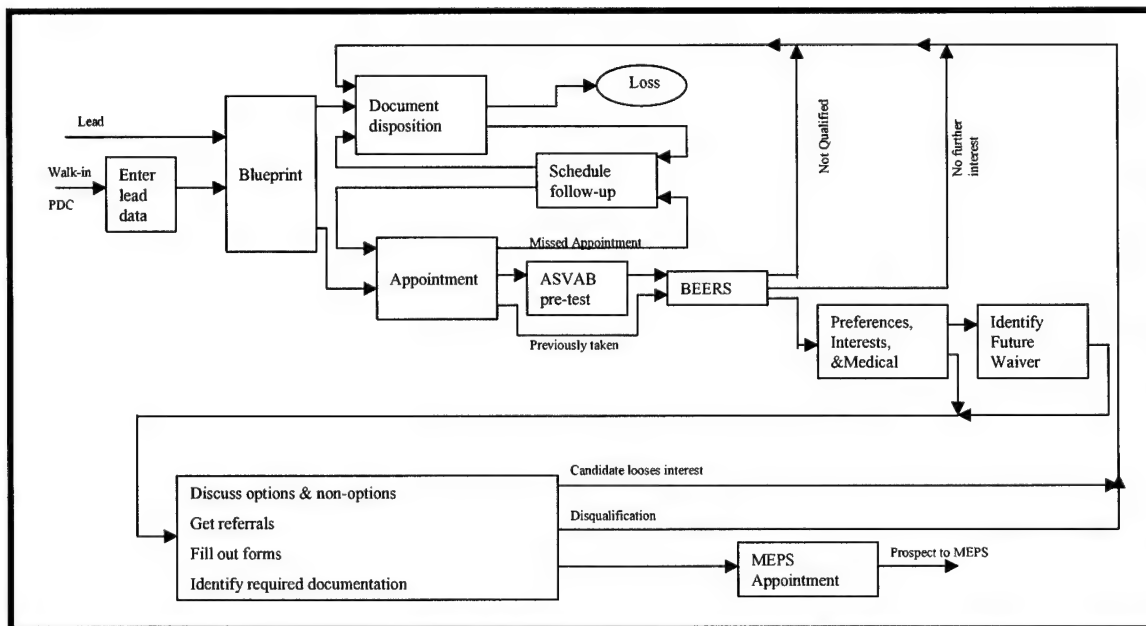 Loss
Document
disposition
Lead
Not Qualified
No further
interest
Walk-in
PDC
Enter
lead
data
Blueprint
Schedule
follow-up
Missed Appointment
Appointment
ASVAB
pre-test
BEERS
Previously taken
Preferences,
Interests,
&Medical
Identify
Future
Waiver
Candidate looses interest
Discuss options & non-options
Get referrals
Disqualification
Fill out forms
Identify required documentation
MEPS
Appointment
Prospect to MEPS